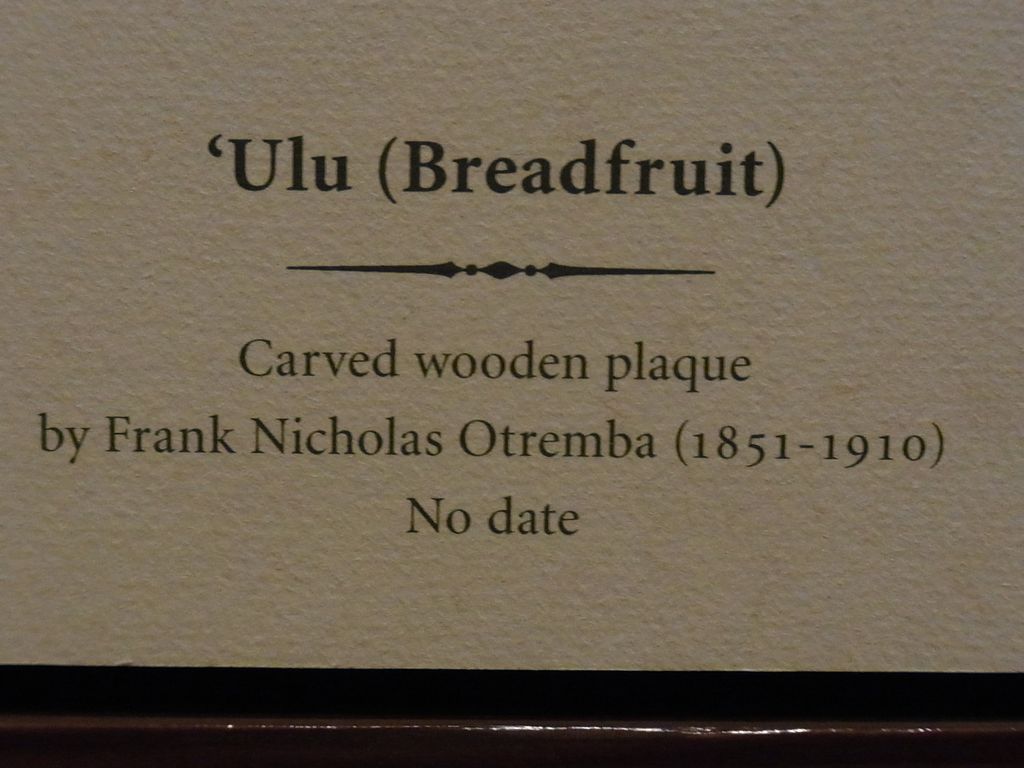 ‘Ulu (Breadfruit)
Carved wooden plaque
by Frank Nicholas Otremba (1851-1910)
No date